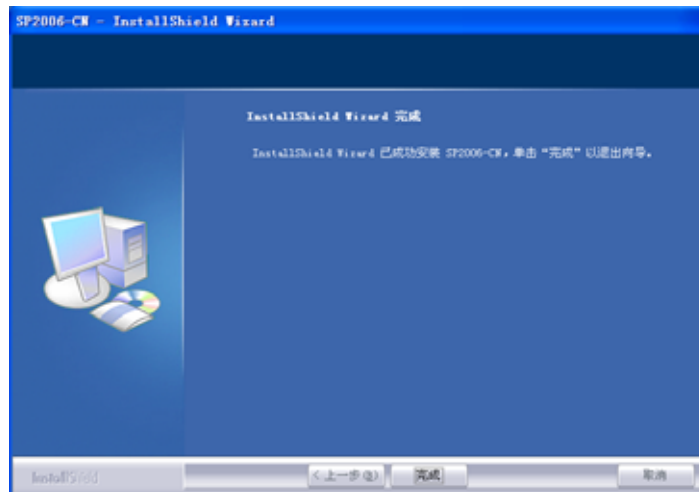 SP2006-CN - InstallShield Wizard
InstallShield Wizard 完成
InstallShield Wizard 已成功安装 SP2006-CN，单击“完成”以退出向导。
InstallShield
< 上一步(B)
完成
取消